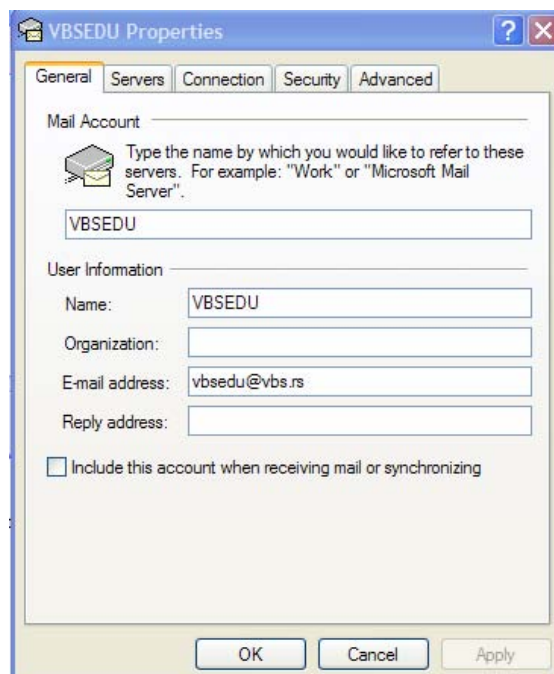 VBSEDU Properties
General Servers Connection Security Advanced
Mail Account
Type the name by which you would like to refer to these
servers. For example: "Work" or "Microsoft Mail
Server".
VBSEDU
User Information
Name: VBSEDU
Organization:
E-mail address: vbsedu@vbs.rs
Reply address:
Include this account when receiving mail or synchronizing
OK Cancel Apply